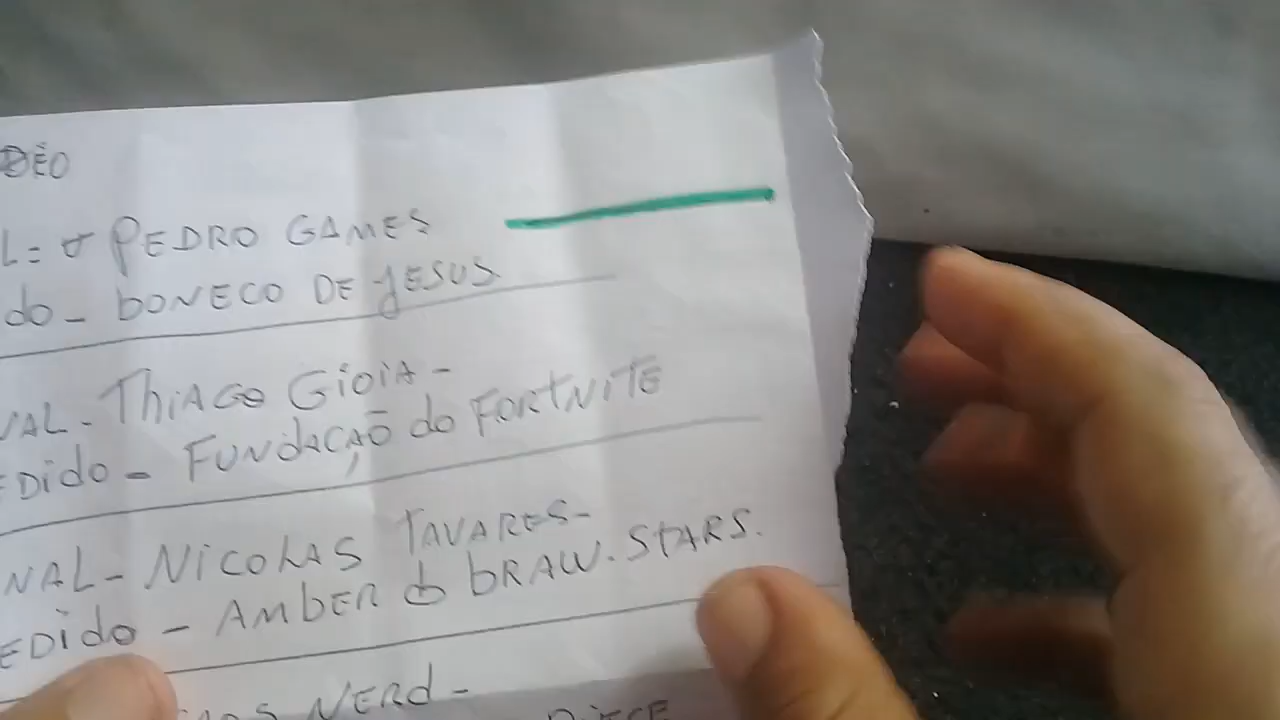 DÉO
L= O PEDRO GAMES
do - BONECO DE JESUS.
NAL - THIAGO GIOIA -
EDIDO - FUNDAÇÃO do FORTNITE
NAL - NICOLAS TAVARES -
EDIDO - AMBER do BRAW. STARS.
NERd -